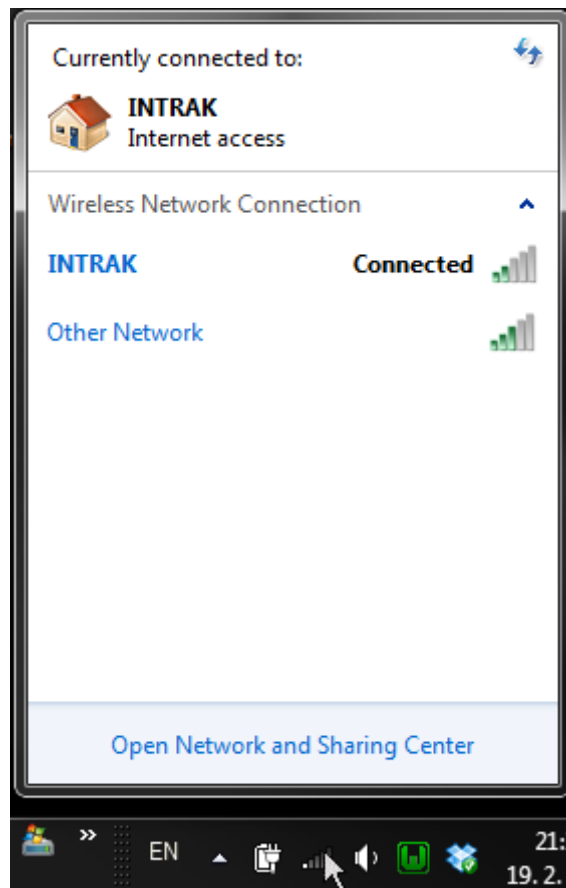 Currently connected to:
INTRAK
Internet access
Wireless Network Connection
INTRAK Connected
Other Network
Open Network and Sharing Center
EN
21:
19. 2.